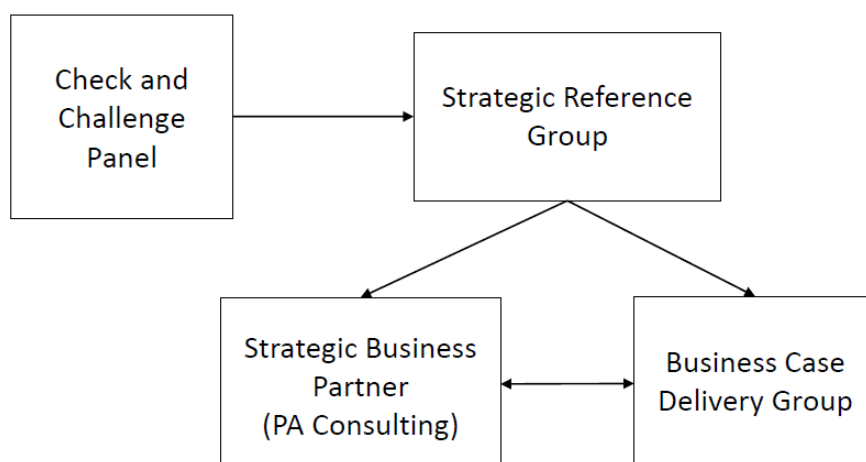 Check and
Challenge
Panel
Strategic Reference
Group
Strategic Business
Partner
(PA Consulting)
Business Case
Delivery Group